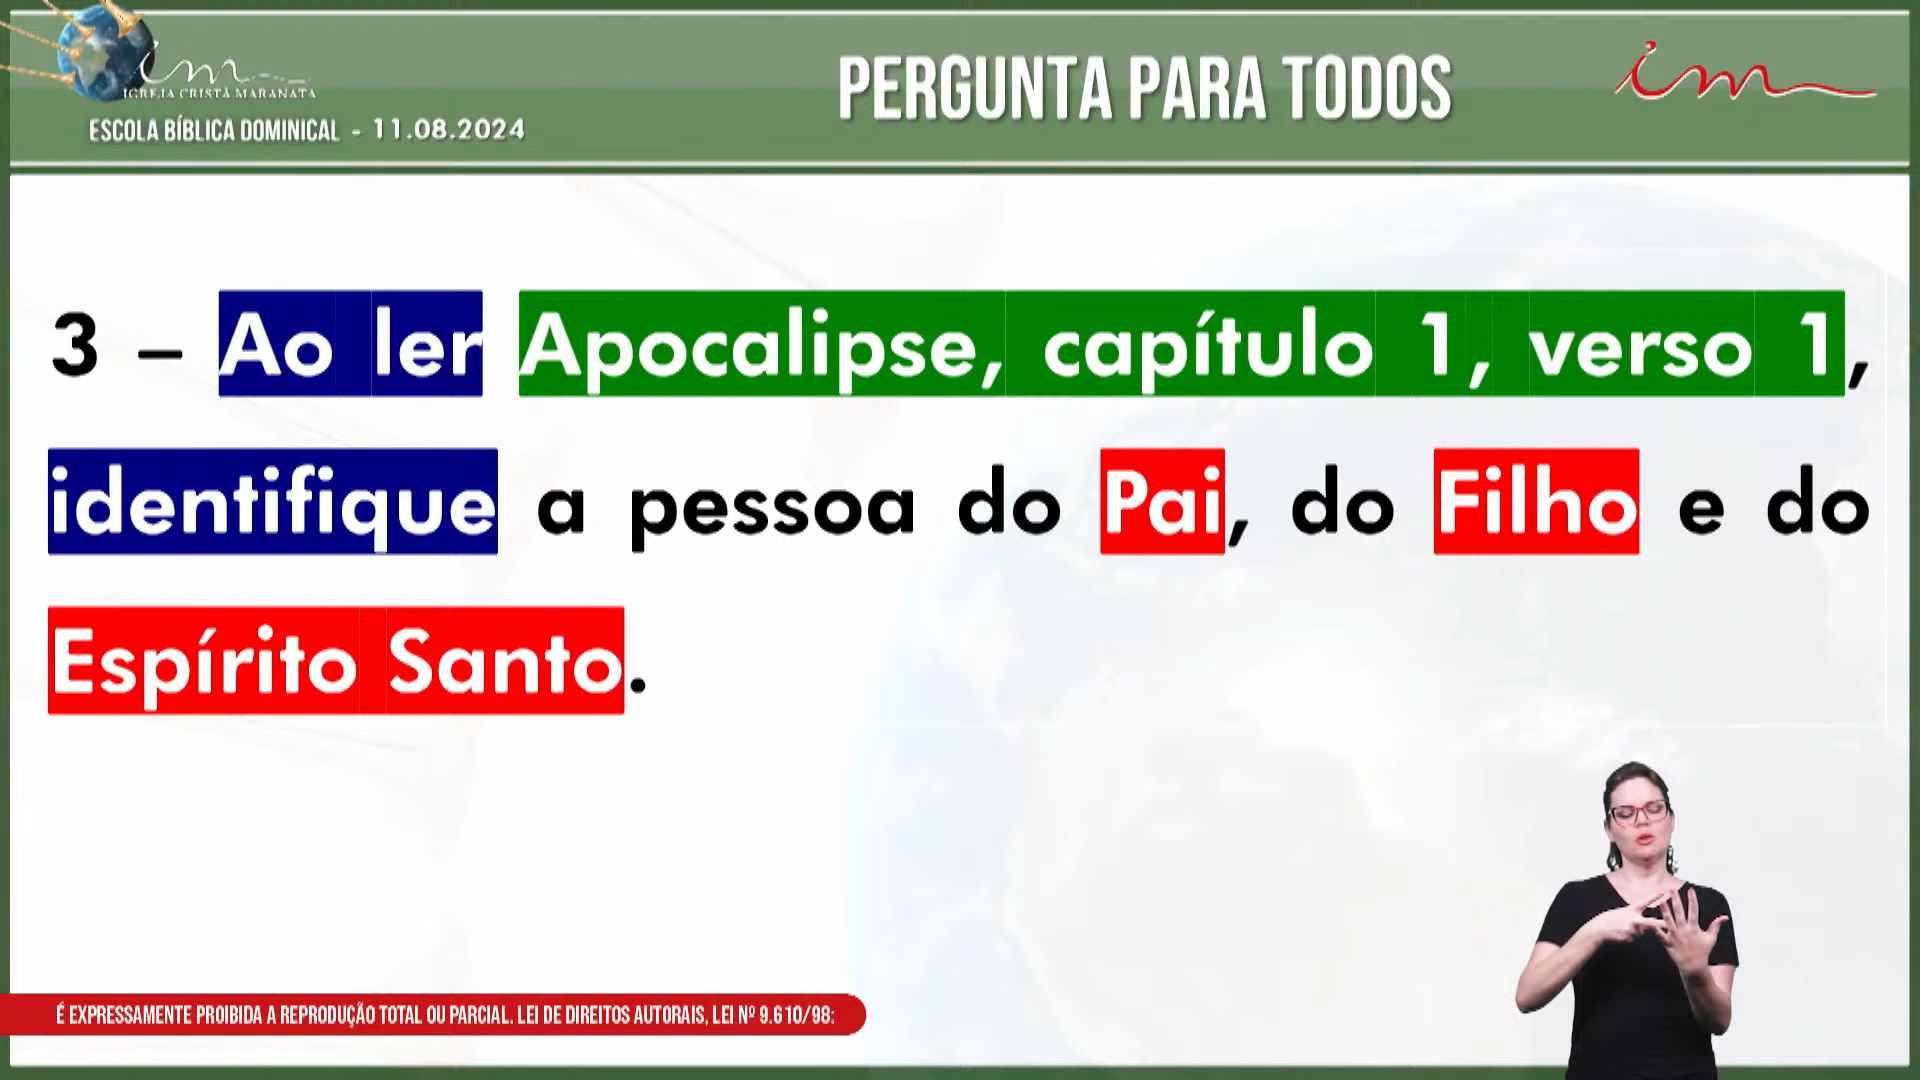 im
IGREJA CRISTÃ MARANATA
ESCOLA BÍBLICA DOMINICAL - 11.08.2024
PERGUNTA PARA TODOS
im
3 – Ao ler Apocalipse, capítulo 1, verso 1,
identifique a pessoa do Pai, do Filho e do
Espírito Santo.
É EXPRESSAMENTE PROIBIDA A REPRODUÇÃO TOTAL OU PARCIAL. LEI DE DIREITOS AUTORAIS, LEI Nº 9.610/98: